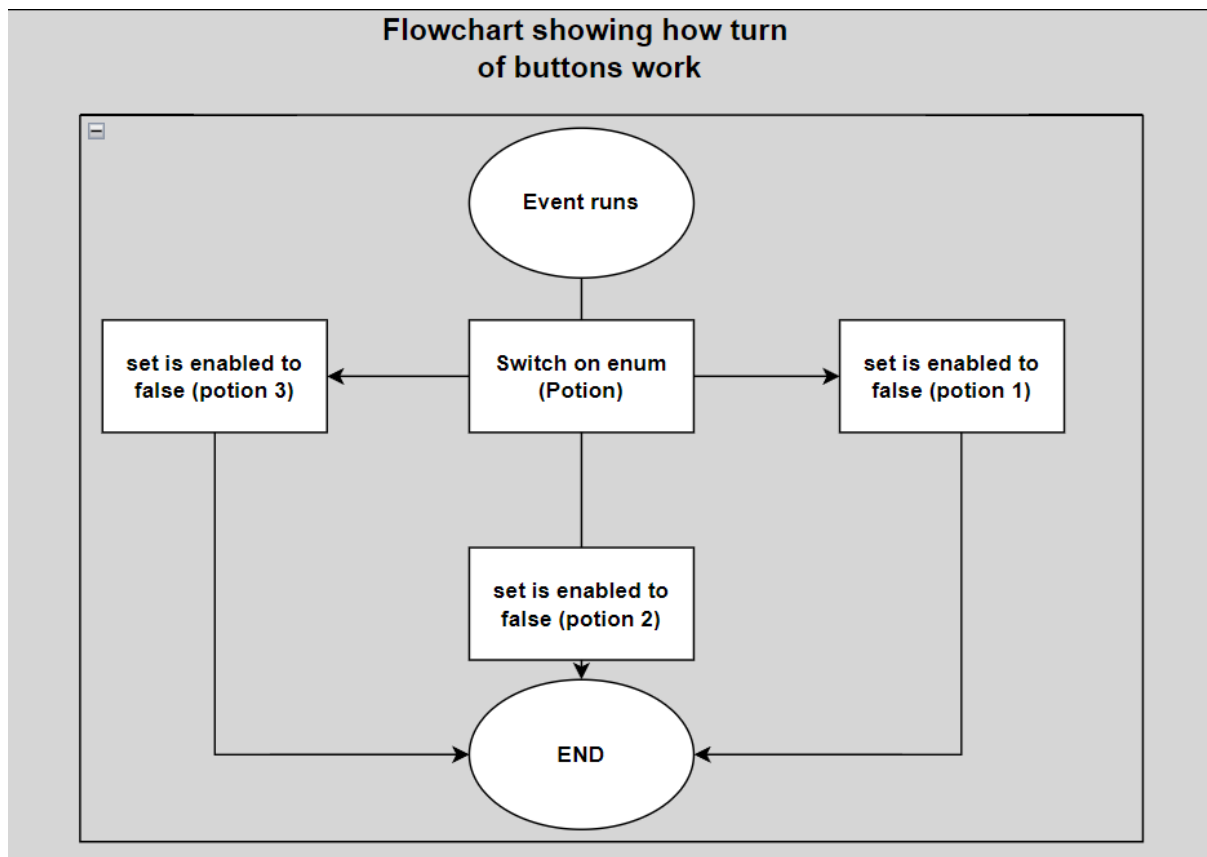 Flowchart showing how turn
of buttons work
Event runs
set is enabled to
false (potion 3)
Switch on enum
(Potion)
set is enabled to
false (potion 1)
set is enabled to
false (potion 2)
END